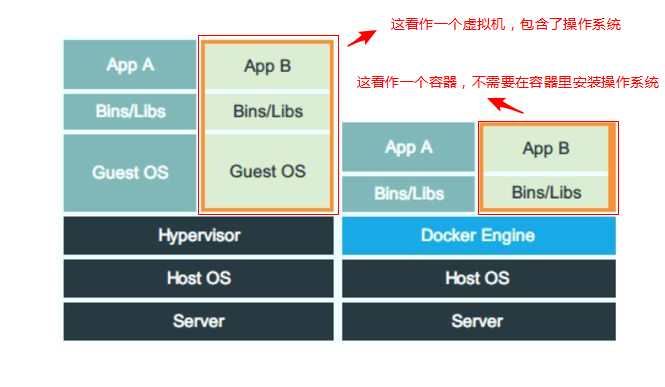 这看作一个虚拟机，包含了操作系统
这看作一个容器，不需要在容器里安装操作系统
App A
App B
Bins/Libs
Bins/Libs
Guest OS
Guest OS
Hypervisor
Host OS
Server
App A
App B
Bins/Libs
Bins/Libs
Docker Engine
Host OS
Server